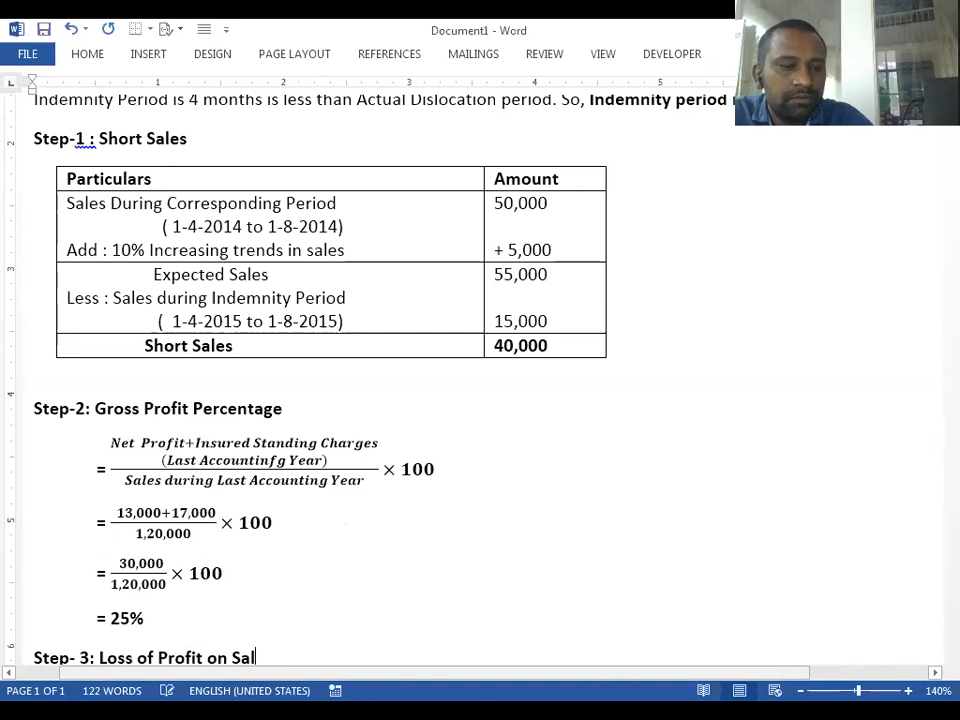 Document1 - Word
FILE HOME INSERT DESIGN PAGE LAYOUT REFERENCES MAILINGS REVIEW VIEW DEVELOPER
1 2 3 4 5
Indemnity Period is 4 months is less than Actual Dislocation period. So, Indemnity period
Step-1 : Short Sales
Particulars Amount
Sales During Corresponding Period 50,000
( 1-4-2014 to 1-8-2014)
Add : 10% Increasing trends in sales + 5,000
Expected Sales 55,000
Less : Sales during Indemnity Period
( 1-4-2015 to 1-8-2015) 15,000
Short Sales 40,000
Step-2: Gross Profit Percentage
Net Profit+Insured Standing Charges
(Last Accountinfg Year)
= × 100
Sales during Last Accounting Year
13,000+17,000
= × 100
1,20,000
30,000
= × 100
1,20,000
= 25%
Step- 3: Loss of Profit on Sal
PAGE 1 OF 1 122 WORDS ENGLISH (UNITED STATES) 140%